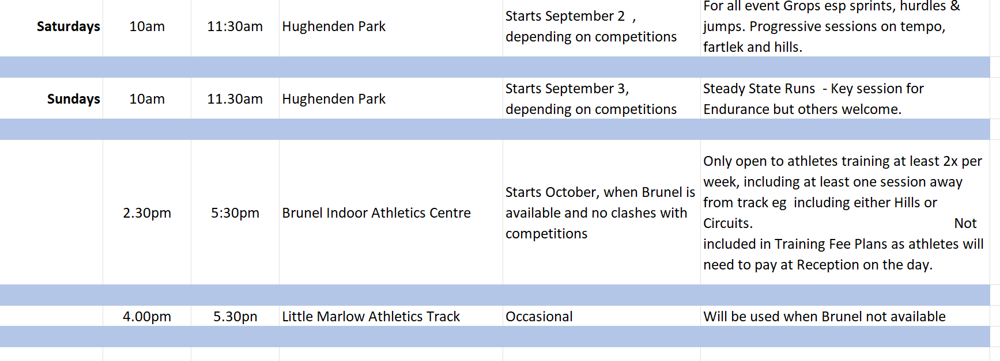 For all event Grops esp sprints, hurdles &
Saturdays 10am 11:30am Hughenden Park Starts September 2 , jumps. Progressive sessions on tempo,
depending on competitions fartlek and hills.
Sundays 10am 11.30am Hughenden Park Starts September 3, Steady State Runs - Key session for
depending on competitions Endurance but others welcome.
Only open to athletes training at least 2x per
week, including at least one session away
Starts October, when Brunel is from track eg including either Hills or
2.30pm 5:30pm Brunel Indoor Athletics Centre available and no clashes with Circuits. Not
competitions included in Training Fee Plans as athletes will
need to pay at Reception on the day.
4.00pm 5.30pn Little Marlow Athletics Track Occasional Will be used when Brunel not available